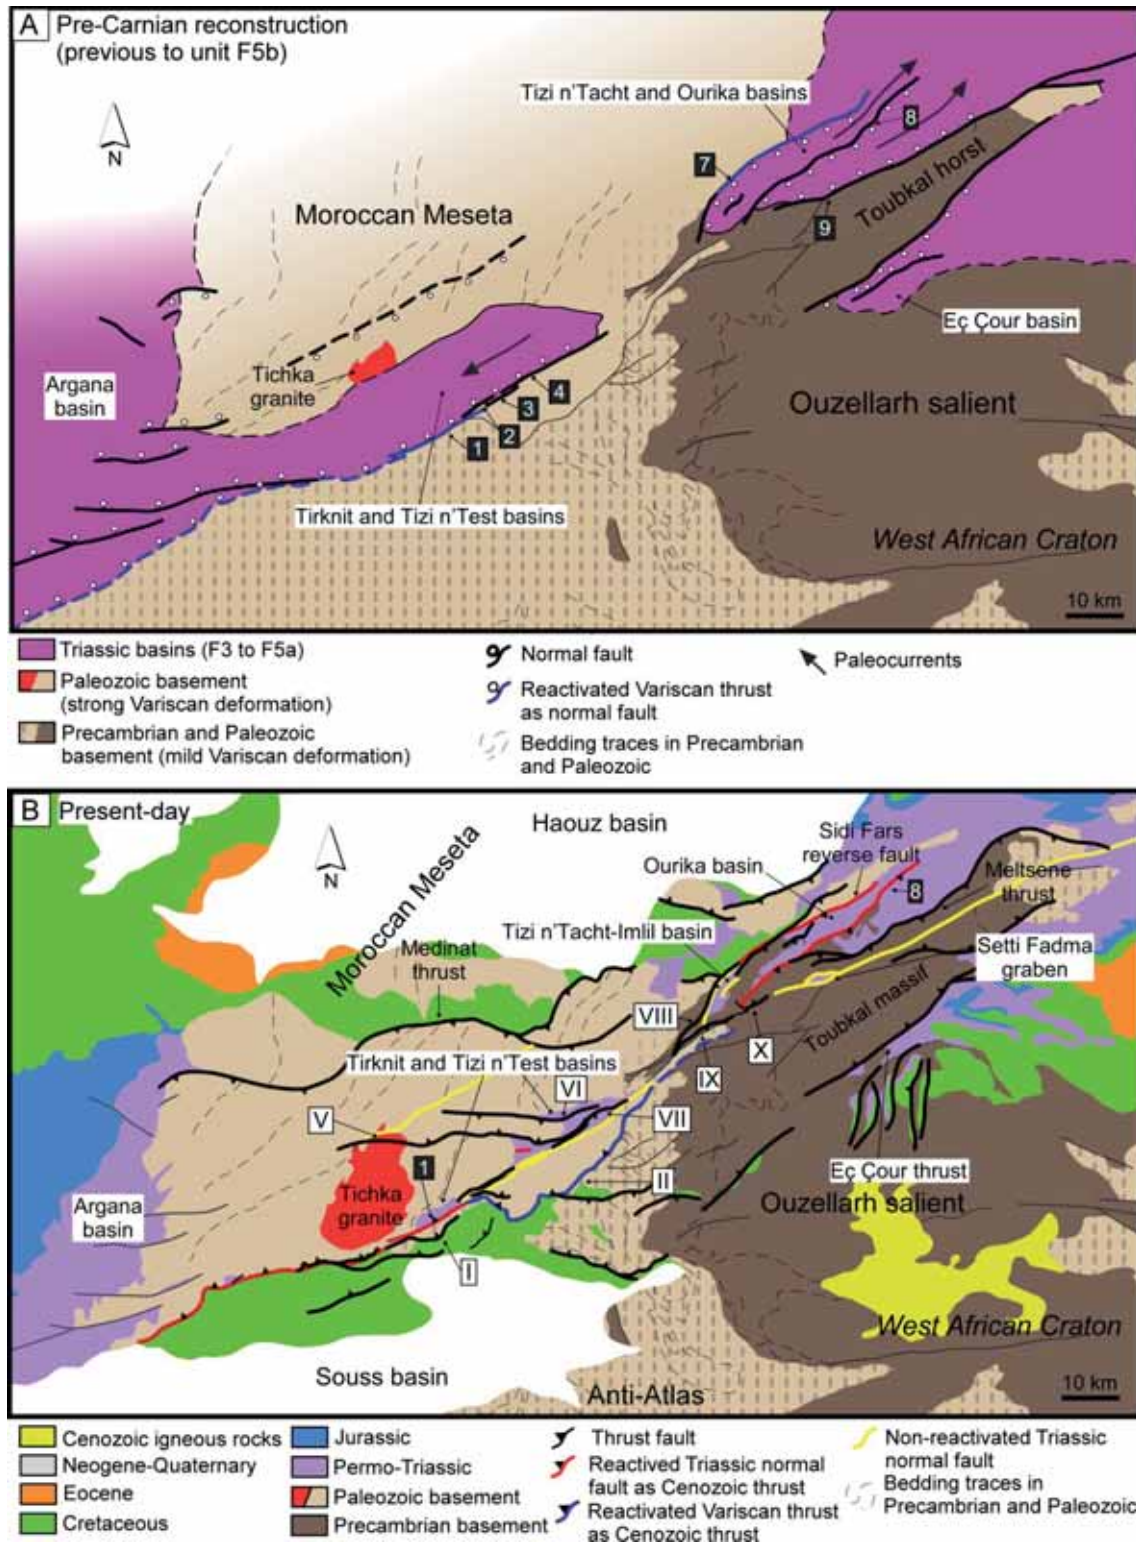 A Pre-Carnian reconstruction
(previous to unit F5b)
N
Tizi n'Tacht and Ourika basins
8
7
Toubkal horst
9
Moroccan Meseta
Eç Çour basin
Argana
basin
Tichka
granite
4
3
2
1
Ouzellarh salient
Tirknit and Tizi n'Test basins
West African Craton
10 km
Triassic basins (F3 to F5a)
Paleozoic basement
(strong Variscan deformation)
Precambrian and Paleozoic
basement (mild Variscan deformation)
Normal fault
Reactivated Variscan thrust
as normal fault
Bedding traces in Precambrian
and Paleozoic
Paleocurrents
B Present-day
N
Haouz basin
Moroccan Meseta
Sidi Fars
reverse fault
Ourika basin
8
Meltsene
thrust
Tizi n'Tacht-Imlil basin
Medinat
thrust
Setti Fadma
graben
VIII
Toubkal massif
X
Tirknit and Tizi n'Test basins
IX
VI
V
VII
1
II
Eç Çour thrust
Tichka
granite
Argana
basin
Ouzellarh salient
I
West African Craton
Souss basin
Anti-Atlas
10 km
Cenozoic igneous rocks
Neogene-Quaternary
Eocene
Cretaceous
Jurassic
Permo-Triassic
Paleozoic basement
Precambrian basement
Thrust fault
Reactived Triassic normal
fault as Cenozoic thrust
Reactivated Variscan thrust
as Cenozoic thrust
Non-reactivated Triassic
normal fault
Bedding traces in
Precambrian and Paleozoic